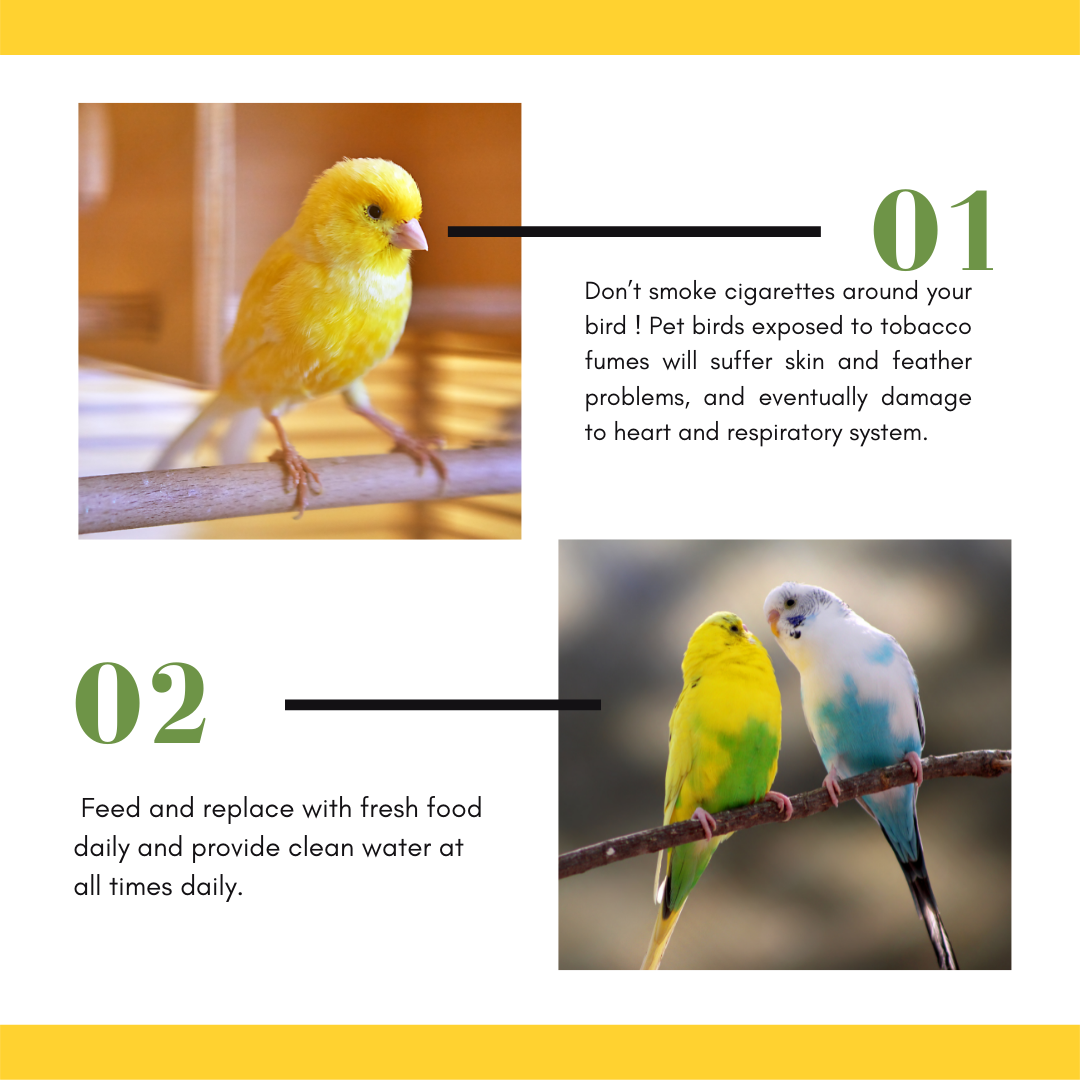 01
Don’t smoke cigarettes around your
bird ! Pet birds exposed to tobacco
fumes will suffer skin and feather
problems, and eventually damage
to heart and respiratory system.
02
Feed and replace with fresh food
daily and provide clean water at
all times daily.